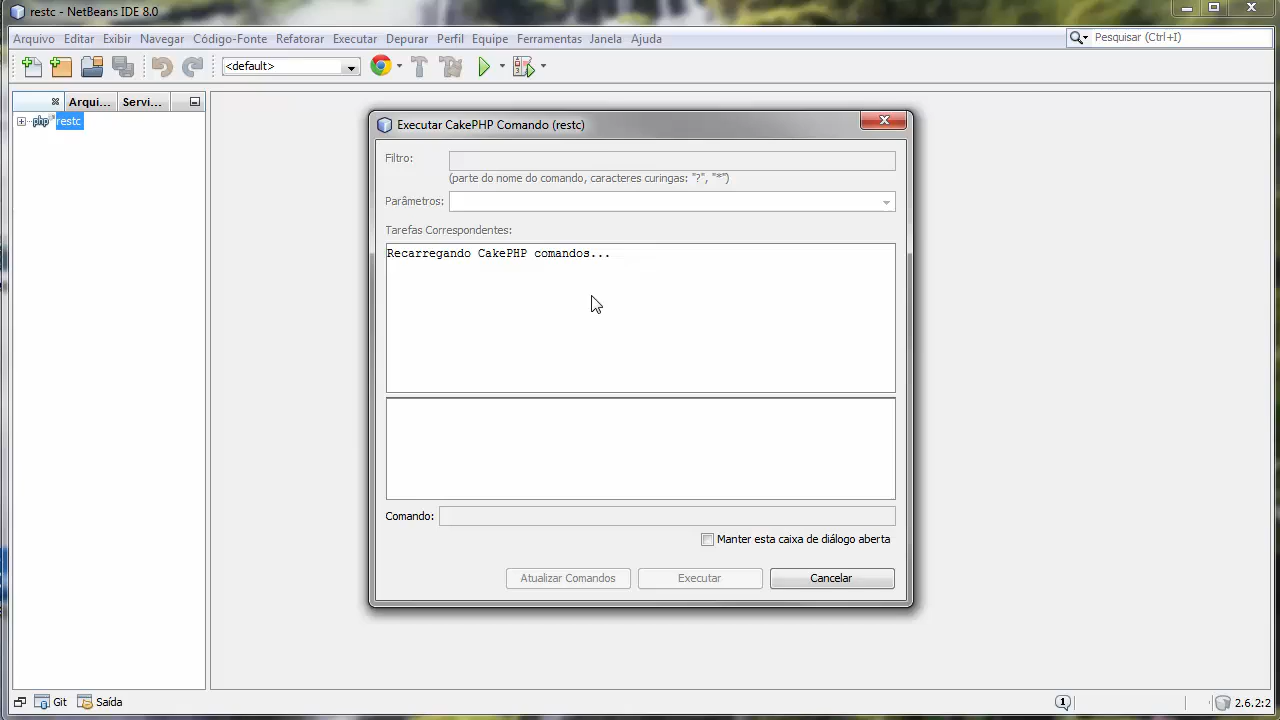 restc - NetBeans IDE 8.0
Arquivo Editar Exibir Navegar Código-Fonte Refatorar Executar Depurar Perfil Equipe Ferramentas Janela Ajuda
Pesquisar (Ctrl+I)
<default>
Arqui... Servi...
php restc
Executar CakePHP Comando (restc)
Filtro:
(parte do nome do comando, caracteres curingas: "?", "*")
Parâmetros:
Tarefas Correspondentes:
Recarregando CakePHP comandos...
Comando:
Manter esta caixa de diálogo aberta
Atualizar Comandos Executar Cancelar
Git Saída 1 2.6.2:2